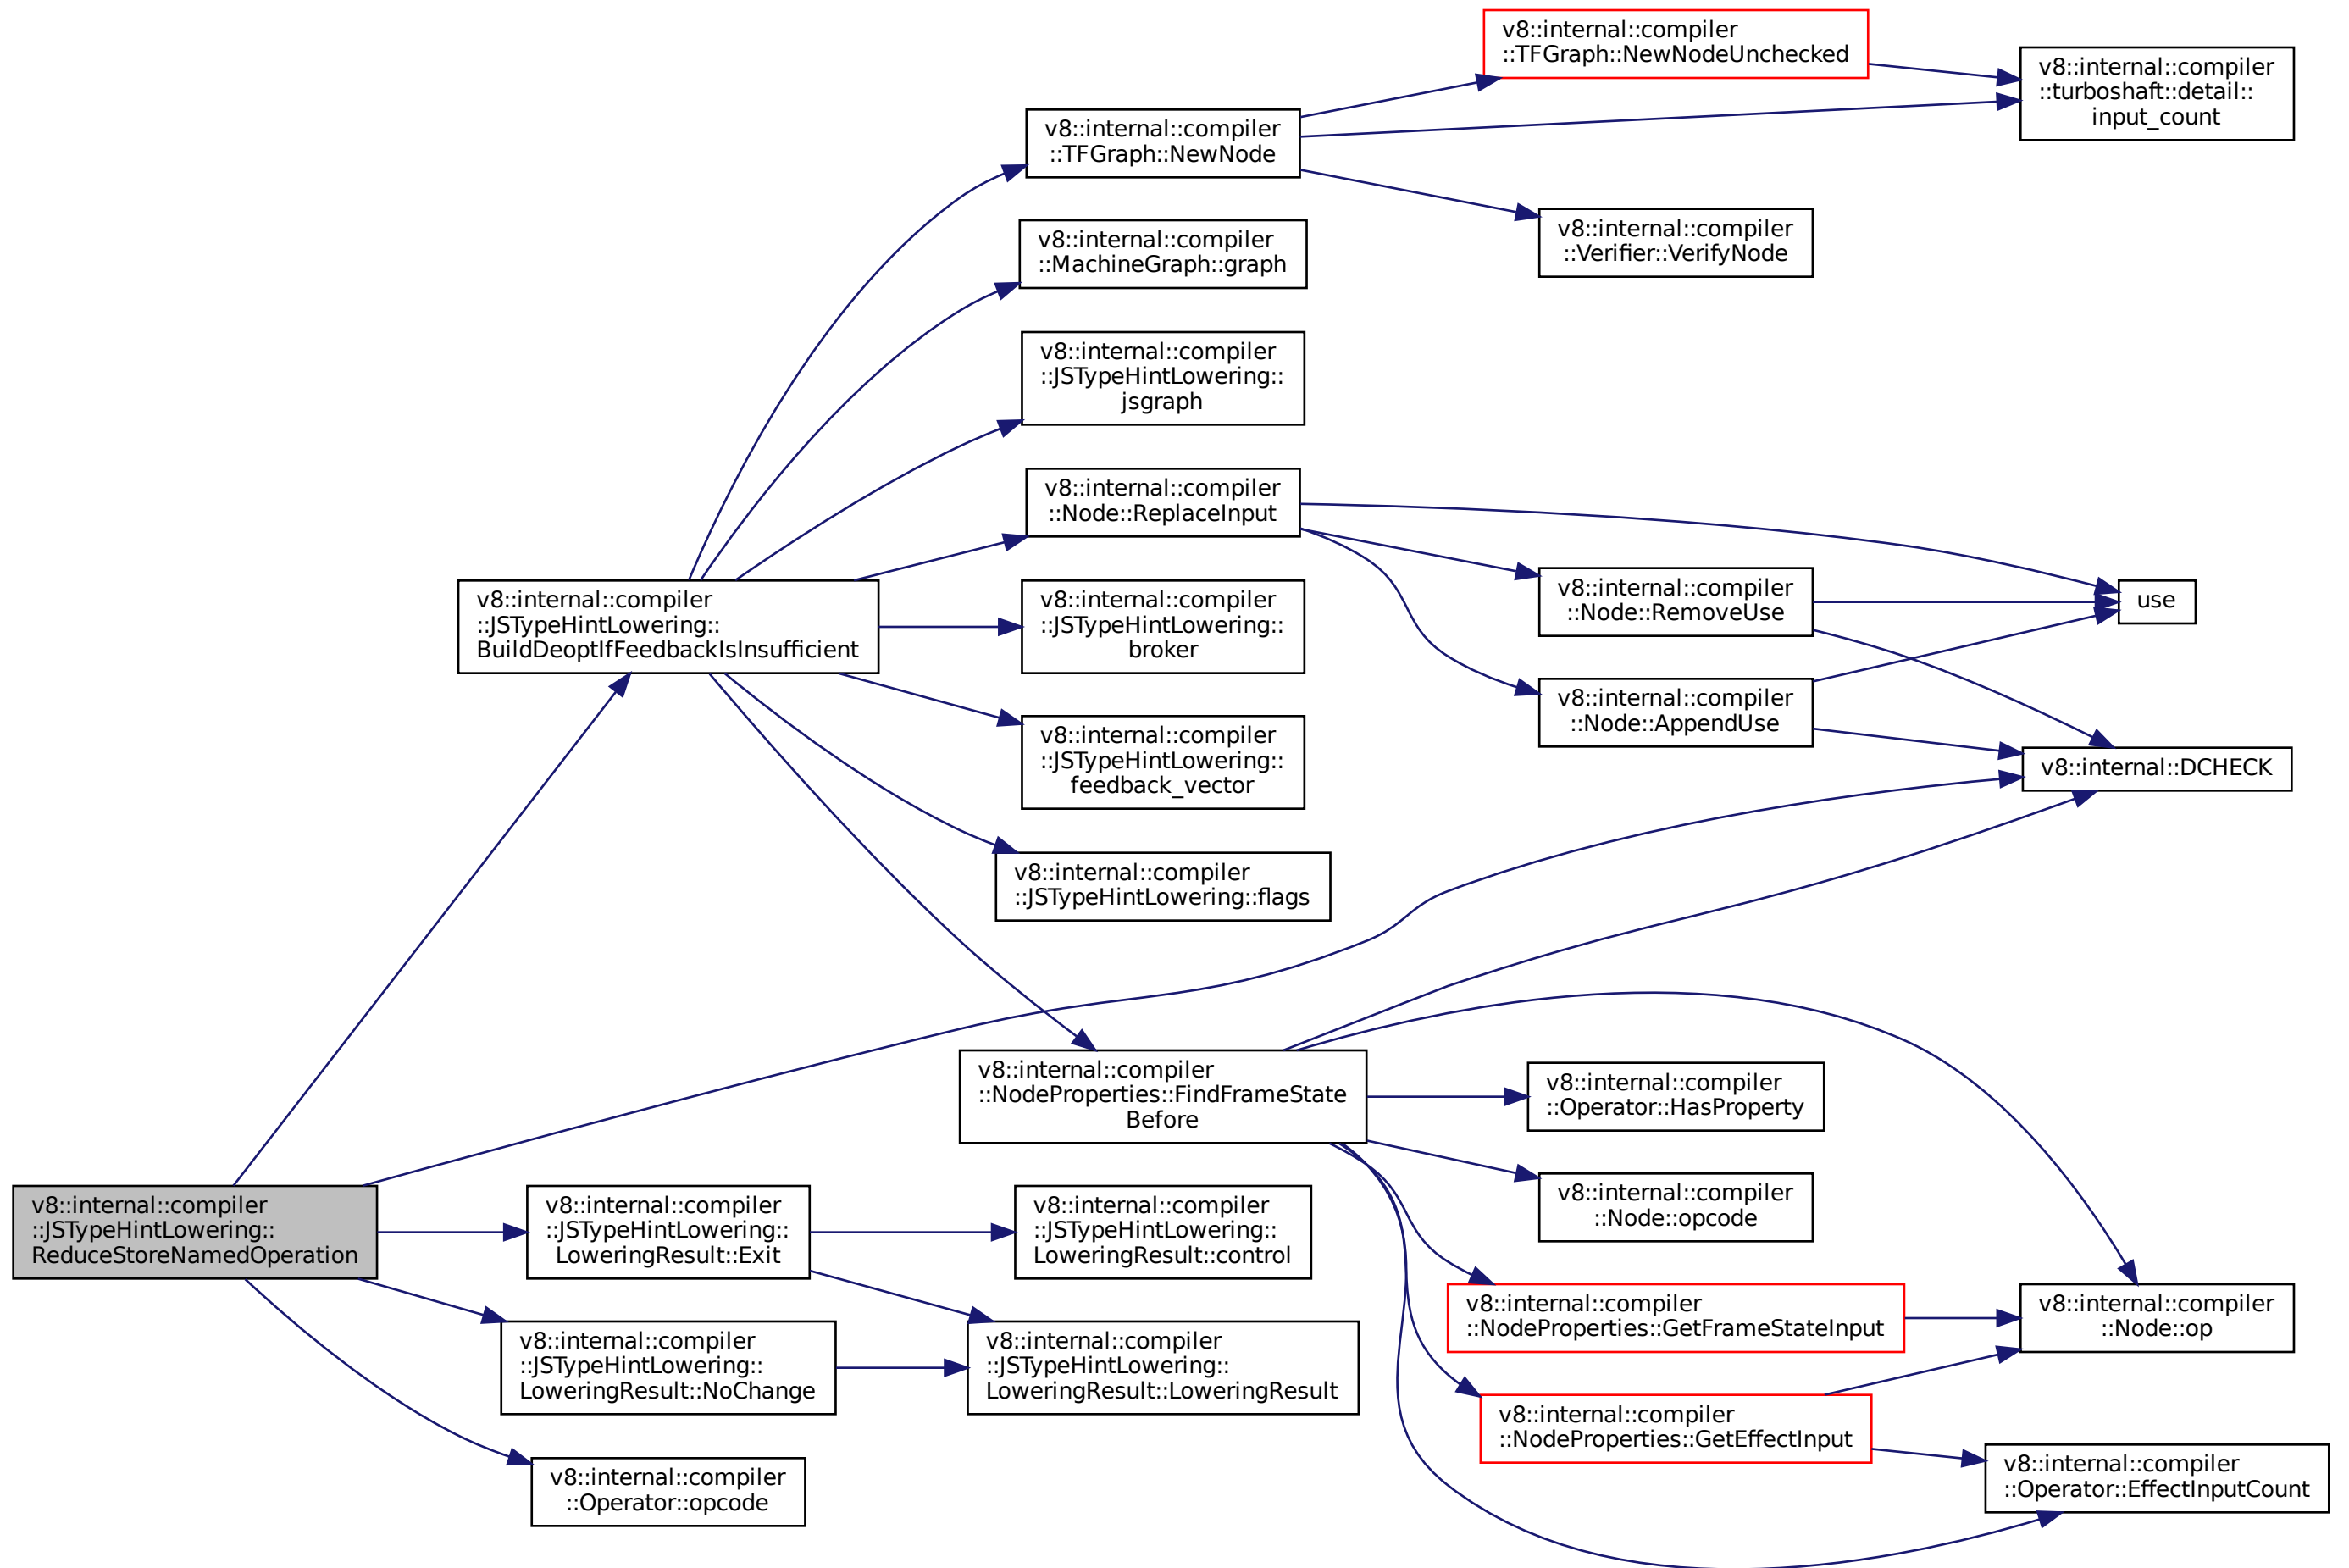 v8::internal::compiler
::TFGraph::NewNodeUnchecked
v8::internal::compiler
::turboshaft::detail::
input_count
v8::internal::compiler
::TFGraph::NewNode
v8::internal::compiler
::Verifier::VerifyNode
v8::internal::compiler
::MachineGraph::graph
v8::internal::compiler
::JSTypeHintLowering::
jsgraph
v8::internal::compiler
::Node::ReplaceInput
v8::internal::compiler
::JSTypeHintLowering::
BuildDeoptIfFeedbackIsInsufficient
v8::internal::compiler
::JSTypeHintLowering::
broker
v8::internal::compiler
::Node::RemoveUse
use
v8::internal::compiler
::Node::AppendUse
v8::internal::compiler
::JSTypeHintLowering::
feedback_vector
v8::internal::DCHECK
v8::internal::compiler
::JSTypeHintLowering::flags
v8::internal::compiler
::NodeProperties::FindFrameState
Before
v8::internal::compiler
::Operator::HasProperty
v8::internal::compiler
::Node::opcode
v8::internal::compiler
::JSTypeHintLowering::
ReduceStoreNamedOperation
v8::internal::compiler
::JSTypeHintLowering::
LoweringResult::Exit
v8::internal::compiler
::JSTypeHintLowering::
LoweringResult::control
v8::internal::compiler
::NodeProperties::GetFrameStateInput
v8::internal::compiler
::Node::op
v8::internal::compiler
::JSTypeHintLowering::
LoweringResult::NoChange
v8::internal::compiler
::JSTypeHintLowering::
LoweringResult::LoweringResult
v8::internal::compiler
::NodeProperties::GetEffectInput
v8::internal::compiler
::Operator::EffectInputCount
v8::internal::compiler
::Operator::opcode